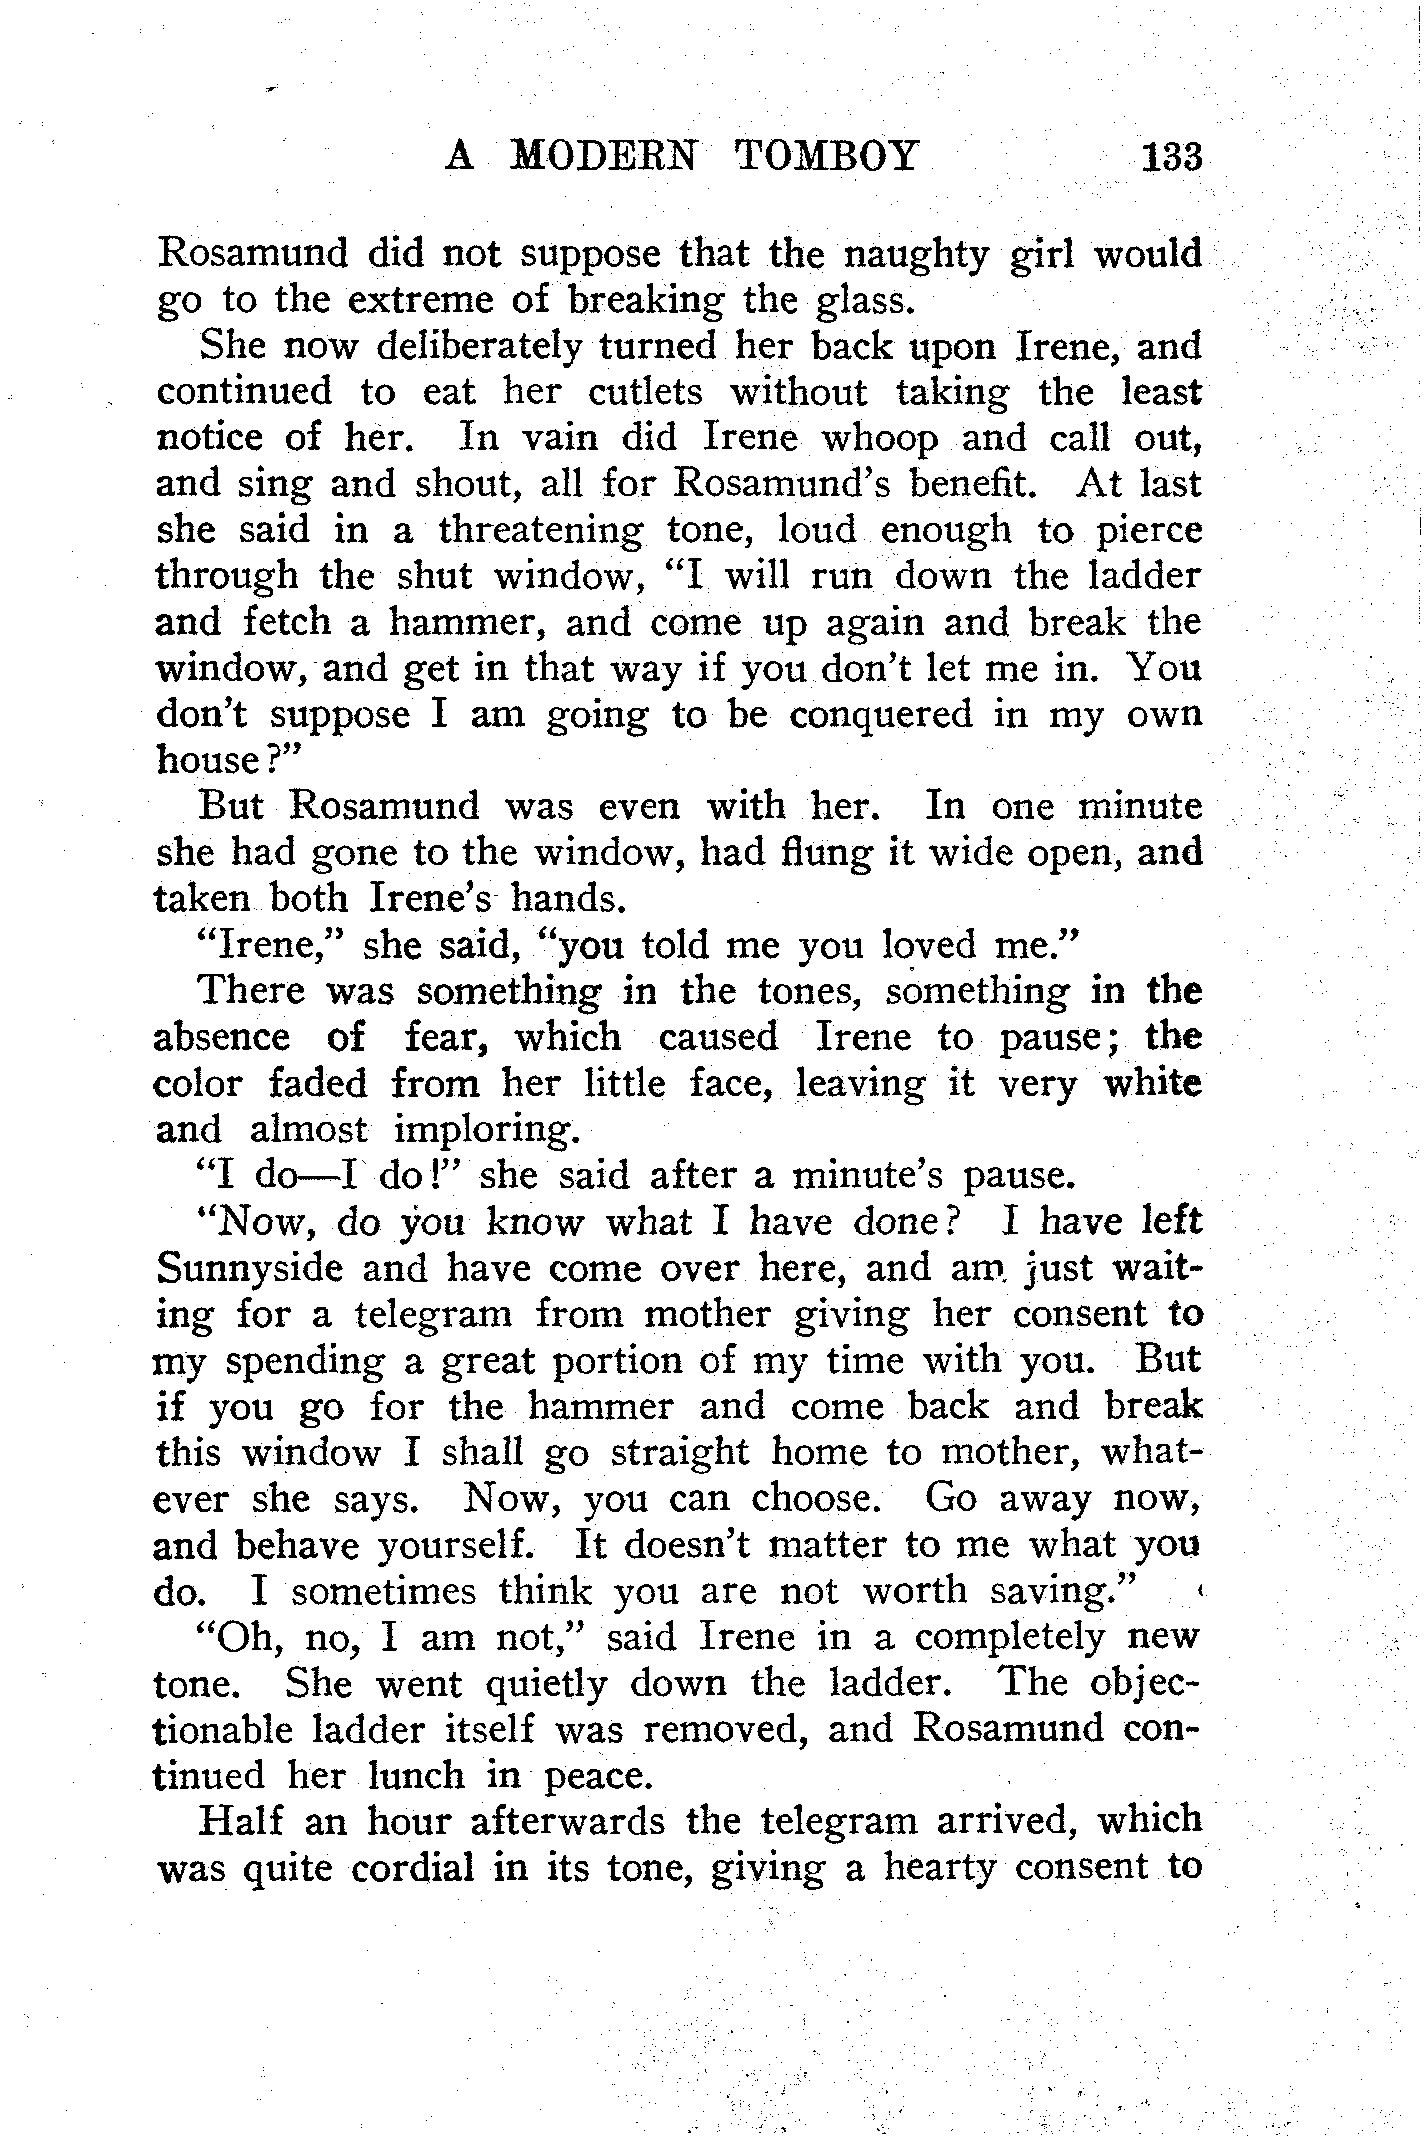 A MODERN TOMBOY 133
Rosamund did not suppose that the naughty girl would
go to the extreme of breaking the glass.
She now deliberately turned her back upon Irene, and
continued to eat her cutlets without taking the least
notice of her. In vain did Irene whoop and call out,
and sing and shout, all for Rosamund's benefit. At last
she said in a threatening tone, loud enough to pierce
through the shut window, "I will run down the ladder
and fetch a hammer, and come up again and break the
window, and get in that way if you don't let me in. You
don't suppose I am going to be conquered in my own
house?"
But Rosamund was even with her. In one minute
she had gone to the window, had flung it wide open, and
taken both Irene's hands.
"Irene," she said, "you told me you loved me."
There was something in the tones, something in the
absence of fear, which caused Irene to pause; the
color faded from her little face, leaving it very white
and almost imploring.
"I do—I do!" she said after a minute's pause.
"Now, do you know what I have done? I have left
Sunnyside and have come over here, and am just wait-
ing for a telegram from mother giving her consent to
my spending a great portion of my time with you. But
if you go for the hammer and come back and break
this window I shall go straight home to mother, what-
ever she says. Now, you can choose. Go away now,
and behave yourself. It doesn't matter to me what you
do. I sometimes think you are not worth saving."
"Oh, no, I am not," said Irene in a completely new
tone. She went quietly down the ladder. The objec-
tionable ladder itself was removed, and Rosamund con-
tinued her lunch in peace.
Half an hour afterwards the telegram arrived, which
was quite cordial in its tone, giving a hearty consent to